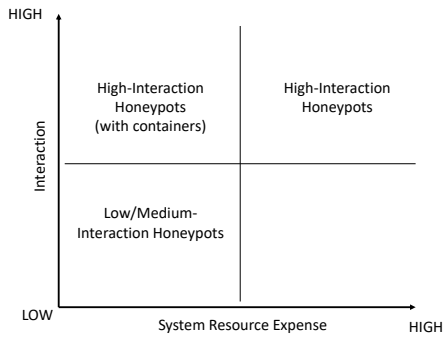 HIGH
High-Interaction
Honeypots
(with containers)
High-Interaction
Honeypots
Interaction
Low/Medium-
Interaction Honeypots
LOW
System Resource Expense
HIGH